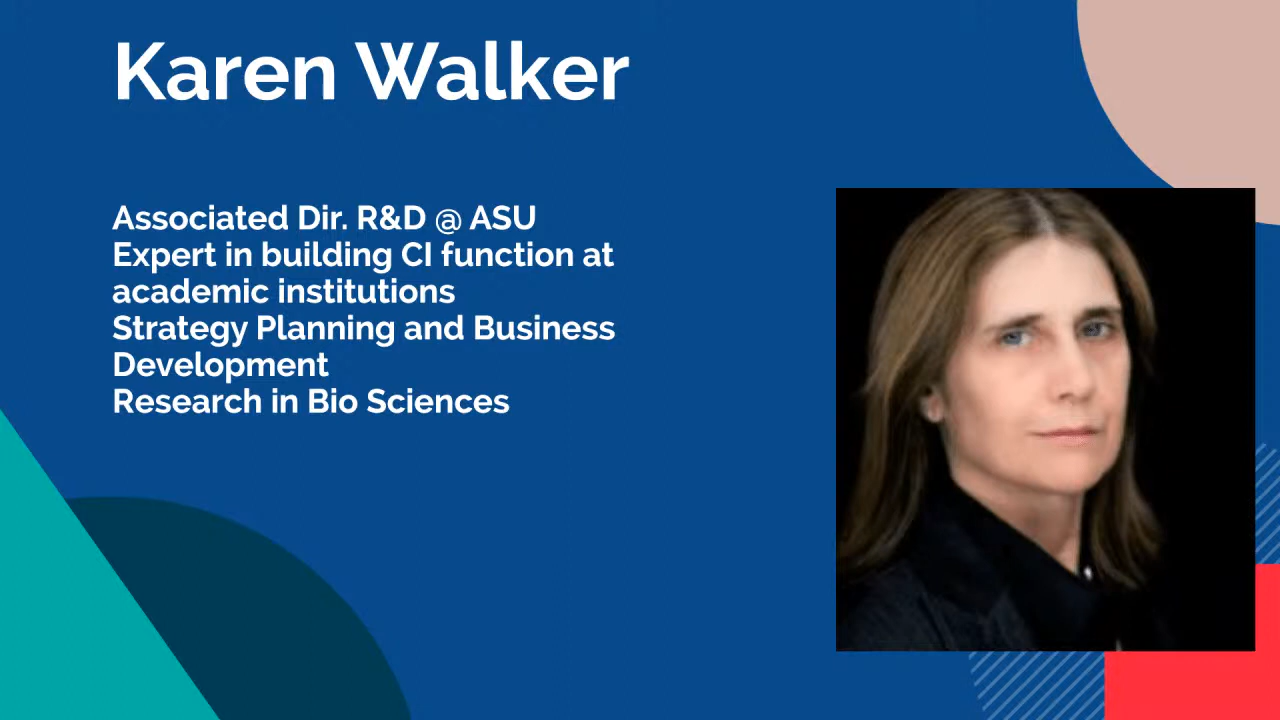 Karen Walker
Associated Dir. R&D @ ASU
Expert in building CI function at
academic institutions
Strategy Planning and Business
Development
Research in Bio Sciences